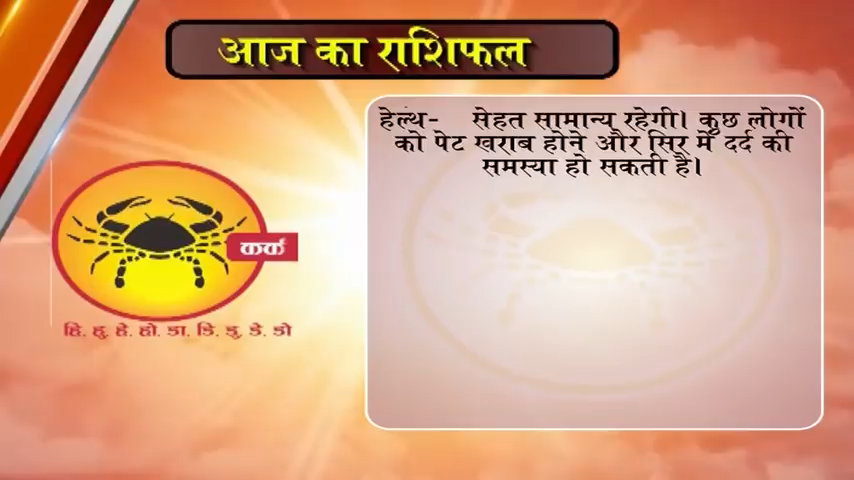 आज का राशिफल
हेल्थ- सेहत सामान्य रहेगी। कुछ लोगों
को पेट खराब होने और सिर में दर्द की
समस्या हो सकती है।
कर्क
हि. हु. हे. हो. डा. डि. डु. डे. डो